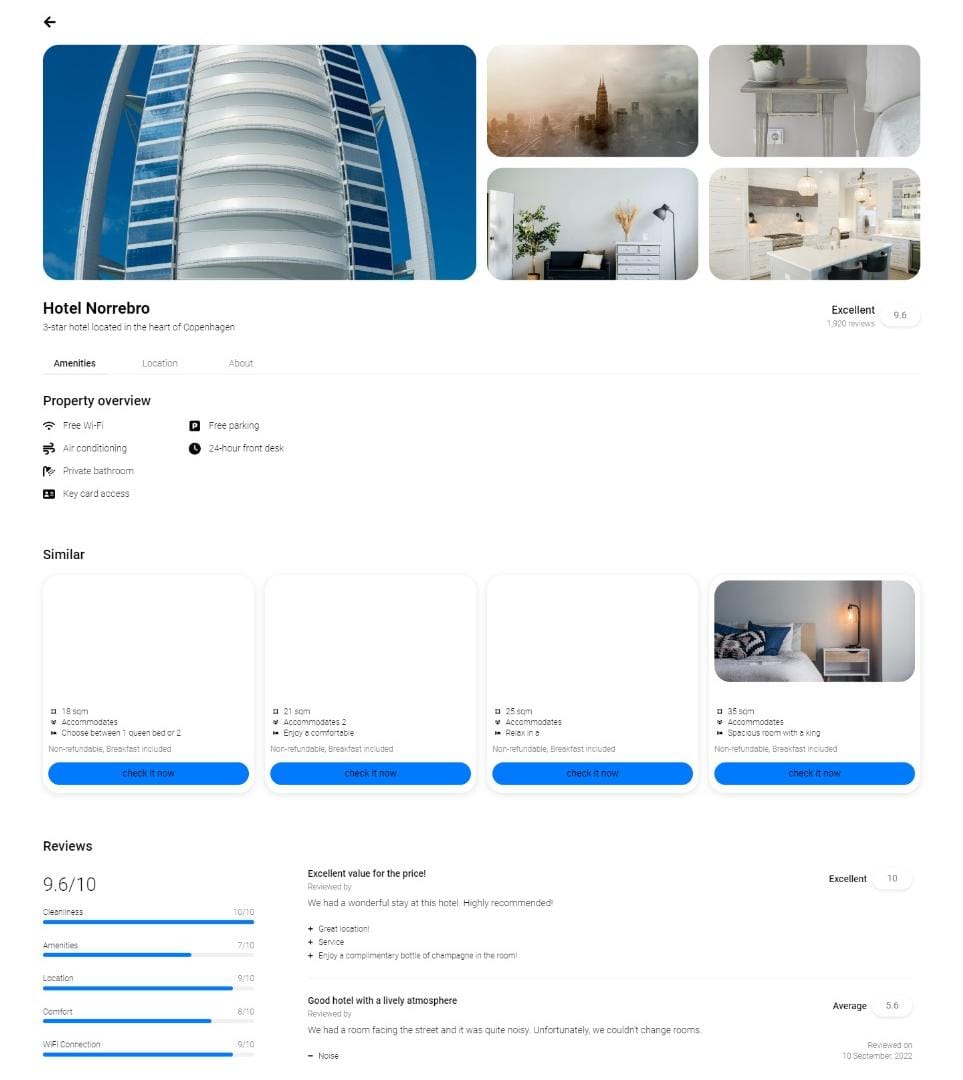 Hotel Norrebro
3-star hotel located in the heart of Copenhagen
Excellent
1,920 reviews
9.6
Amenities
Location
About
Property overview
Free Wi-Fi
Free parking
Air conditioning
24-hour front desk
Private bathroom
Key card access
Similar
18 sqm
Accommodates
Choose between 1 queen bed or 2
Non-refundable, Breakfast included
check it now
21 sqm
Accommodates 2
Enjoy a comfortable
Non-refundable, Breakfast included
check it now
25 sqm
Accommodates
Relax in a
Non-refundable, Breakfast included
check it now
35 sqm
Accommodates
Spacious room with a king
Non-refundable, Breakfast included
check it now
Reviews
9.6/10
Cleanliness 10/10
Amenities 7/10
Location 9/10
Comfort 8/10
WiFi Connection 9/10
Excellent value for the price!
Reviewed by
We had a wonderful stay at this hotel. Highly recommended!
+ Great location!
+ Service
+ Enjoy a complimentary bottle of champagne in the room!
Excellent 10
Good hotel with a lively atmosphere
Reviewed by
We had a room facing the street and it was quite noisy. Unfortunately, we couldn't change rooms.
− Noise
Average 5.6
Reviewed on
10 September, 2022